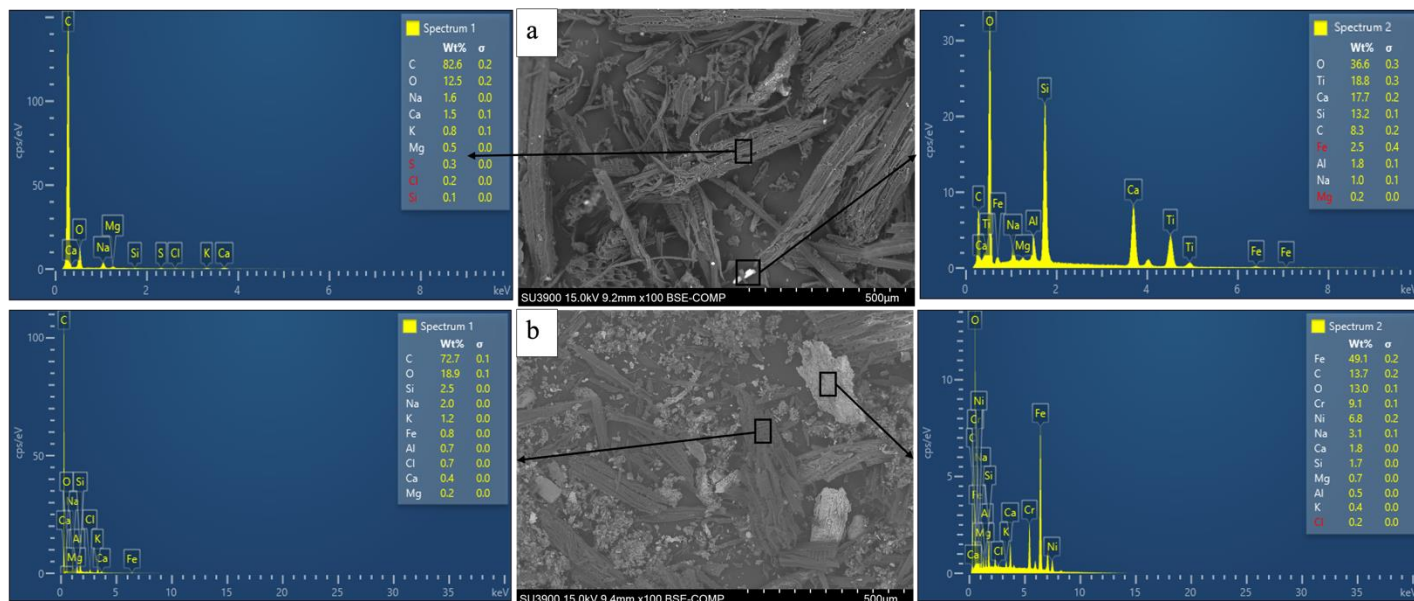 Spectrum 1
Wt% σ
C 82.6 0.2
O 12.5 0.2
Na 1.6 0.0
Ca 1.5 0.1
K 0.8 0.1
Mg 0.5 0.0
S 0.3 0.0
Cl 0.2 0.0
Si 0.1 0.0
cps/eV
100
50
0
C
Ca
O
Na
Mg
Si
S
Cl
K
Ca
0 2 4 6 8 keV
a
SU3900 15.0kV 9.2mm x100 BSE-COMP 500µm
Spectrum 2
Wt% σ
O 36.6 0.3
Ti 18.8 0.3
Ca 17.7 0.2
Si 13.2 0.1
C 8.3 0.2
Fe 2.5 0.4
Al 1.8 0.1
Na 1.0 0.1
Mg 0.2 0.0
cps/eV
30
20
10
0
O
Si
C
Fe
Ti
Ca
Na
Mg
Al
Ca
Ti
Ti
Fe
Fe
0 2 4 6 8 keV
Spectrum 1
Wt% σ
C 72.7 0.1
O 18.9 0.1
Si 2.5 0.0
Na 2.0 0.0
K 1.2 0.0
Fe 0.8 0.0
Al 0.7 0.0
Cl 0.7 0.0
Ca 0.4 0.0
Mg 0.2 0.0
cps/eV
100
50
0
C
O
Si
Na
Ca
Cl
Al
K
Mg
Ca
Fe
0 5 10 15 20 25 30 35 keV
b
SU3900 15.0kV 9.4mm x100 BSE-COMP 500µm
Spectrum 2
Wt% σ
Fe 49.1 0.2
C 13.7 0.2
O 13.0 0.1
Cr 9.1 0.1
Ni 6.8 0.2
Na 3.1 0.1
Ca 1.8 0.0
Si 1.7 0.0
Mg 0.7 0.0
Al 0.5 0.0
K 0.4 0.0
Cl 0.2 0.0
cps/eV
10
5
0
O
Ni
Cr
C
Na
Si
Fe
Al
Mg
Ca
Cl
K
Ca
Cr
Fe
Ni
0 5 10 15 20 25 30 35 keV